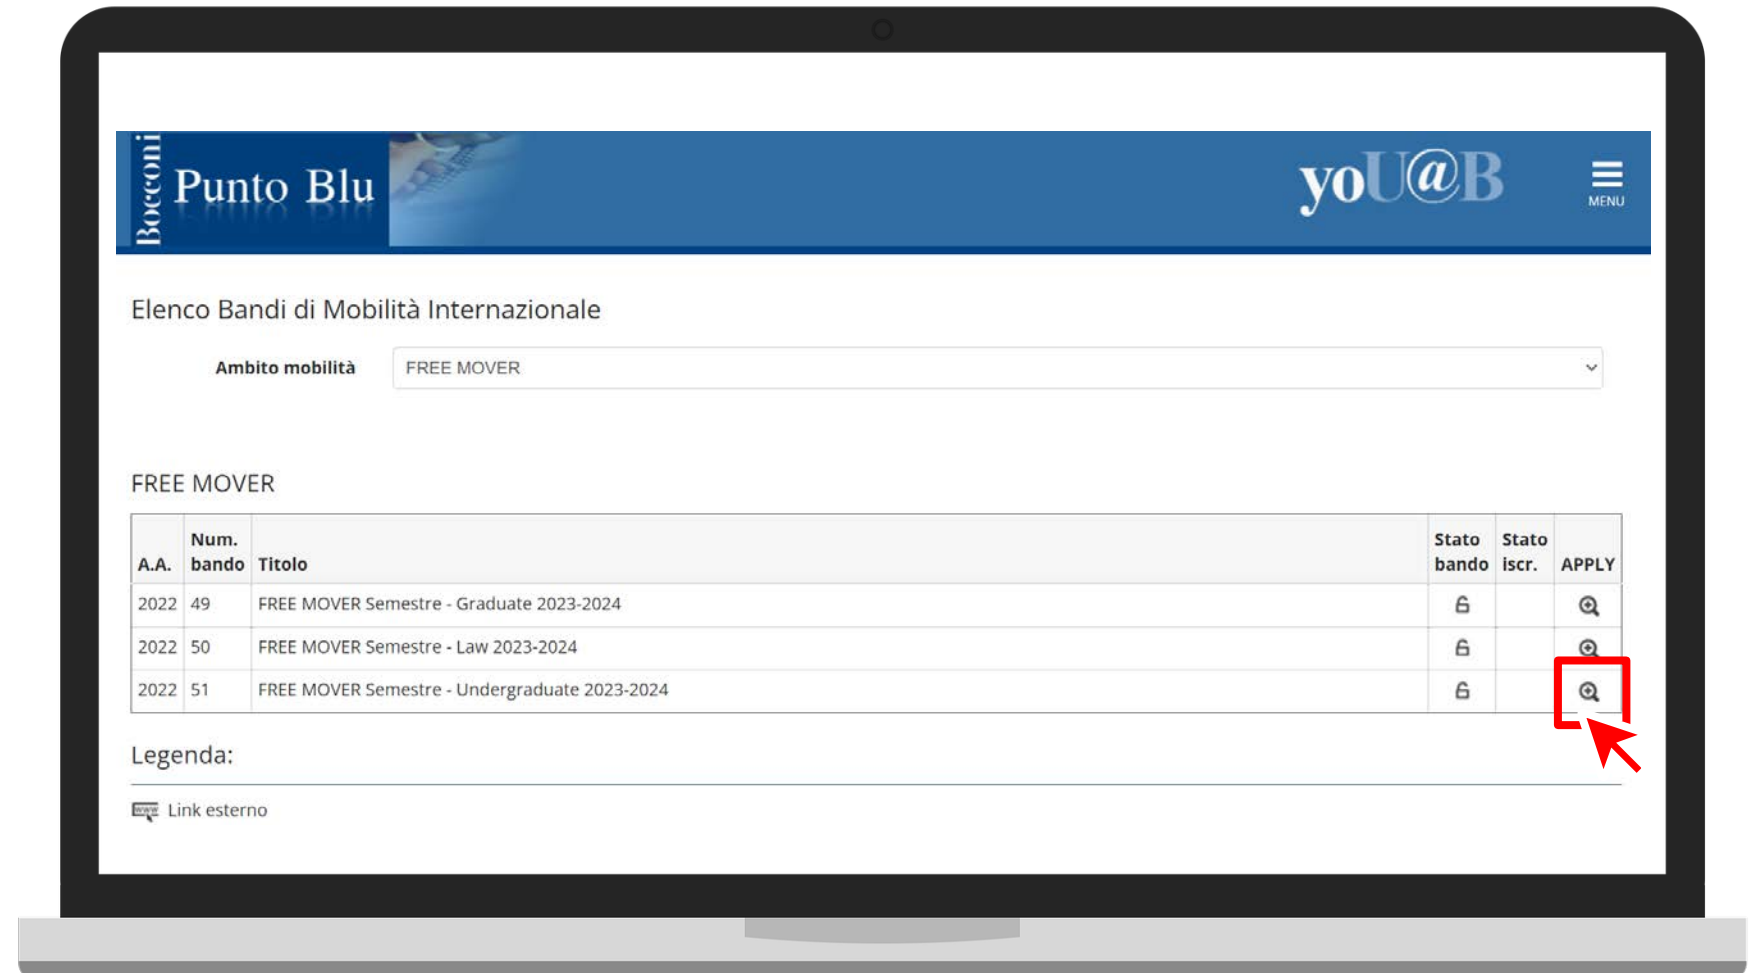 Bocconi
Punto Blu
yoU@B
MENU
Elenco Bandi di Mobilità Internazionale
Ambito mobilità FREE MOVER
FREE MOVER
A.A. Num. bando Titolo Stato bando Stato iscr. APPLY
2022 49 FREE MOVER Semestre - Graduate 2023-2024
2022 50 FREE MOVER Semestre - Law 2023-2024
2022 51 FREE MOVER Semestre - Undergraduate 2023-2024
Legenda:
www Link esterno